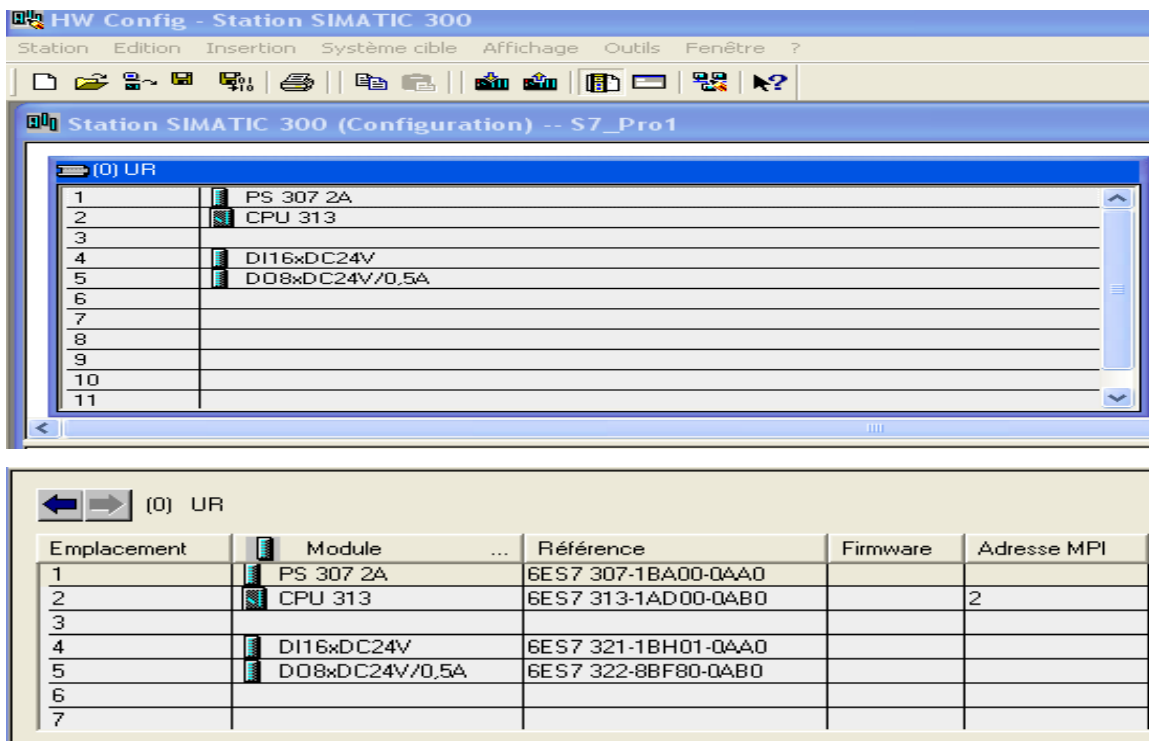 HW Config - Station SIMATIC 300
Station Edition Insertion Système cible Affichage Outils Fenêtre ?
Station SIMATIC 300 (Configuration) -- S7_Pro1
(0) UR
1 PS 307 2A
2 CPU 313
3
4 DI16xDC24V
5 DO8xDC24V/0,5A
6
7
8
9
10
11
(0) UR
Emplacement Module ... Référence Firmware Adresse MPI
1 PS 307 2A 6ES7 307-1BA00-0AA0
2 CPU 313 6ES7 313-1AD00-0AB0 2
3
4 DI16xDC24V 6ES7 321-1BH01-0AA0
5 DO8xDC24V/0,5A 6ES7 322-8BF80-0AB0
6
7